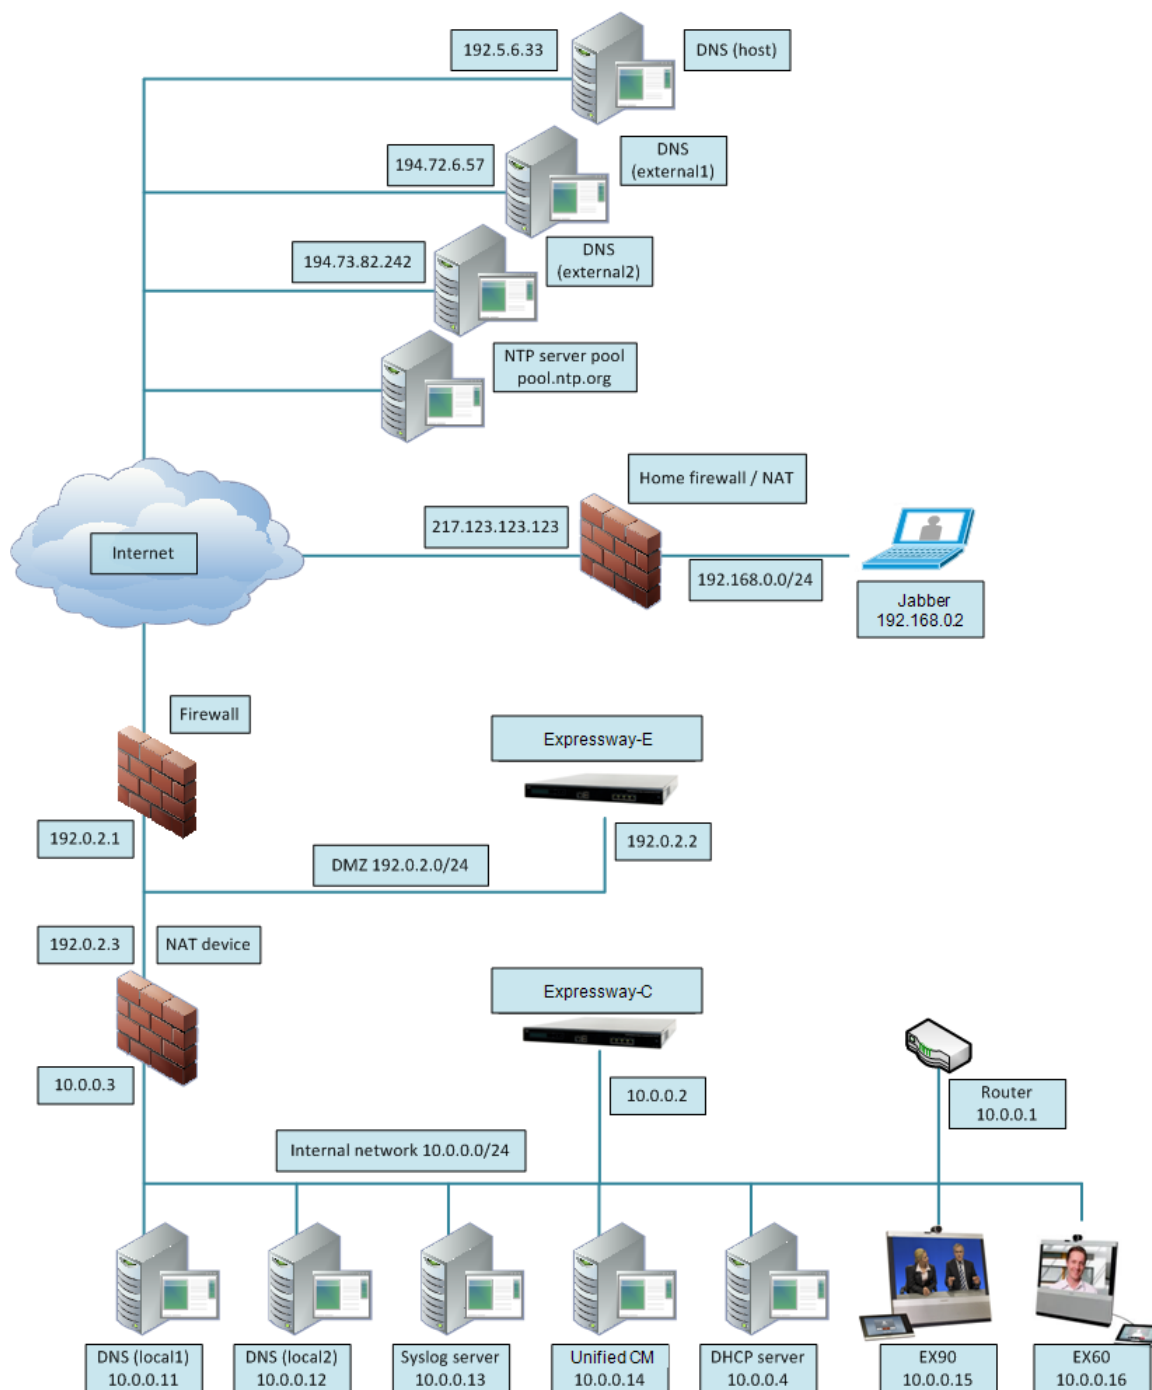 192.5.6.33
DNS (host)
194.72.6.57
DNS
(external1)
194.73.82.242
DNS
(external2)
NTP server pool
pool.ntp.org
Home firewall / NAT
217.123.123.123
Internet
192.168.0.0/24
Jabber
192.168.0.2
Firewall
Expressway-E
192.0.2.1
192.0.2.2
DMZ 192.0.2.0/24
192.0.2.3
NAT device
Expressway-C
10.0.0.3
10.0.0.2
Router
10.0.0.1
Internal network 10.0.0.0/24
DNS (local1)
10.0.0.11
DNS (local2)
10.0.0.12
Syslog server
10.0.0.13
Unified CM
10.0.0.14
DHCP server
10.0.0.4
EX90
10.0.0.15
EX60
10.0.0.16